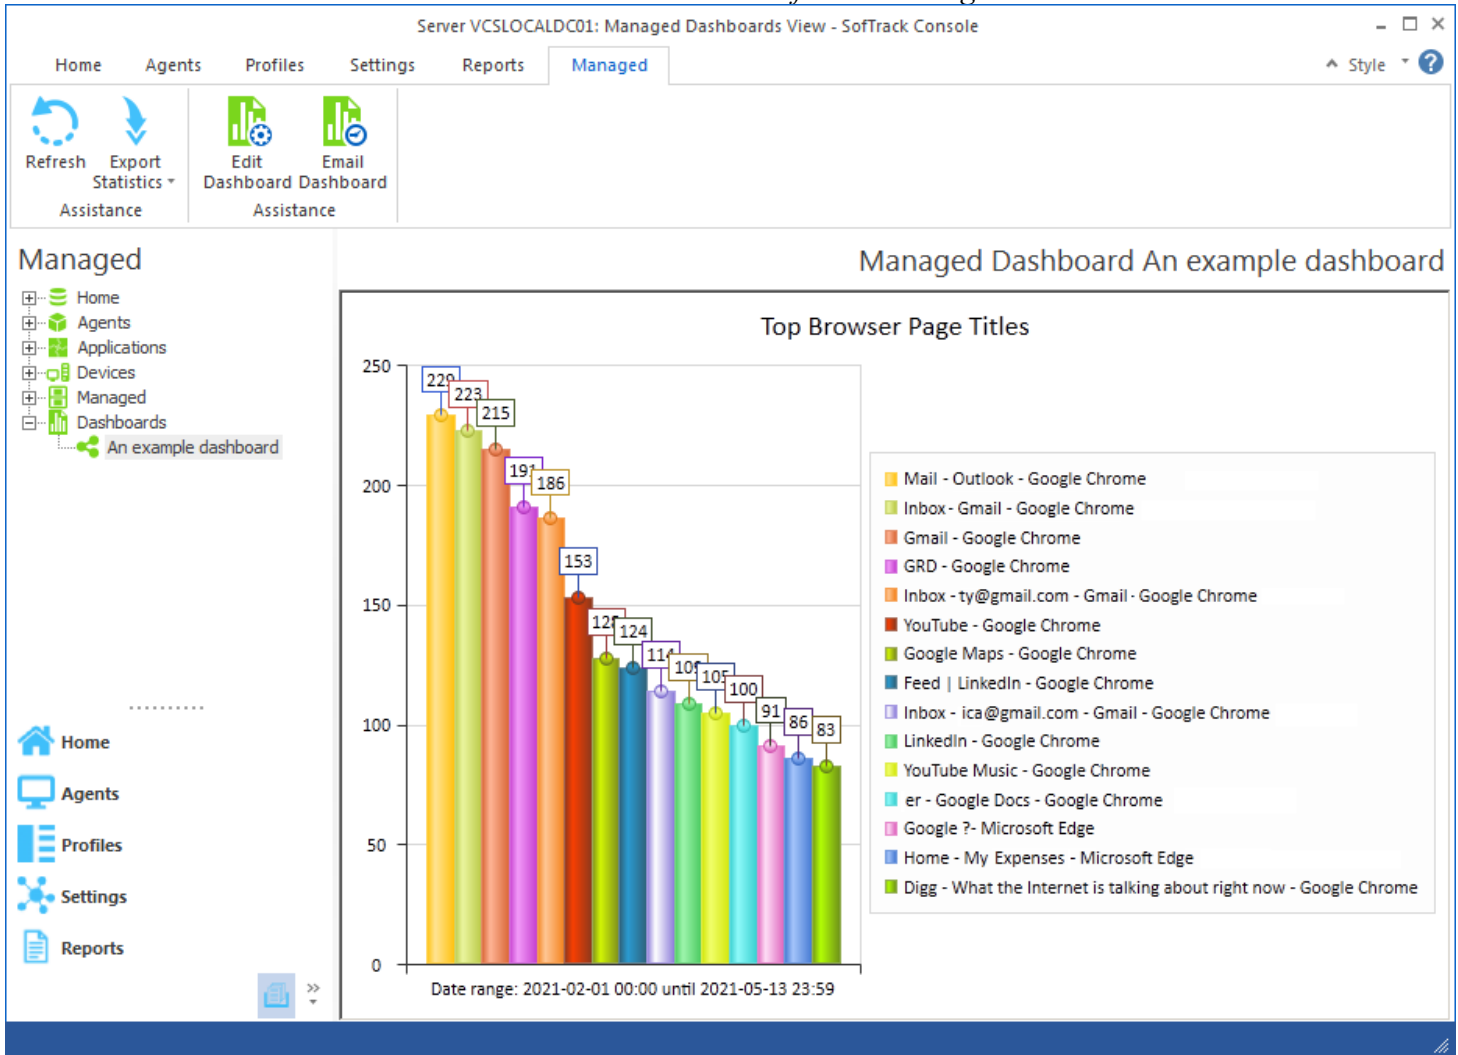 Server VCSLOCALDC01: Managed Dashboards View - SofTrack Console
Home Agents Profiles Settings Reports Managed Style
Refresh Export Statistics Edit Dashboard Email Dashboard
Assistance Assistance
Managed
Managed Dashboard An example dashboard
Home
Agents
Applications
Devices
Managed
Dashboards
An example dashboard
Home
Agents
Profiles
Settings
Reports
Top Browser Page Titles
250
200
150
100
50
0
229
223
215
191
186
153
128
124
114
109
105
100
91
86
83
Date range: 2021-02-01 00:00 until 2021-05-13 23:59
Mail - Outlook - Google Chrome
Inbox - Gmail - Google Chrome
Gmail - Google Chrome
GRD - Google Chrome
Inbox - ty@gmail.com - Gmail - Google Chrome
YouTube - Google Chrome
Google Maps - Google Chrome
Feed | LinkedIn - Google Chrome
Inbox - ica@gmail.com - Gmail - Google Chrome
LinkedIn - Google Chrome
YouTube Music - Google Chrome
er - Google Docs - Google Chrome
Google ?- Microsoft Edge
Home - My Expenses - Microsoft Edge
Digg - What the Internet is talking about right now - Google Chrome